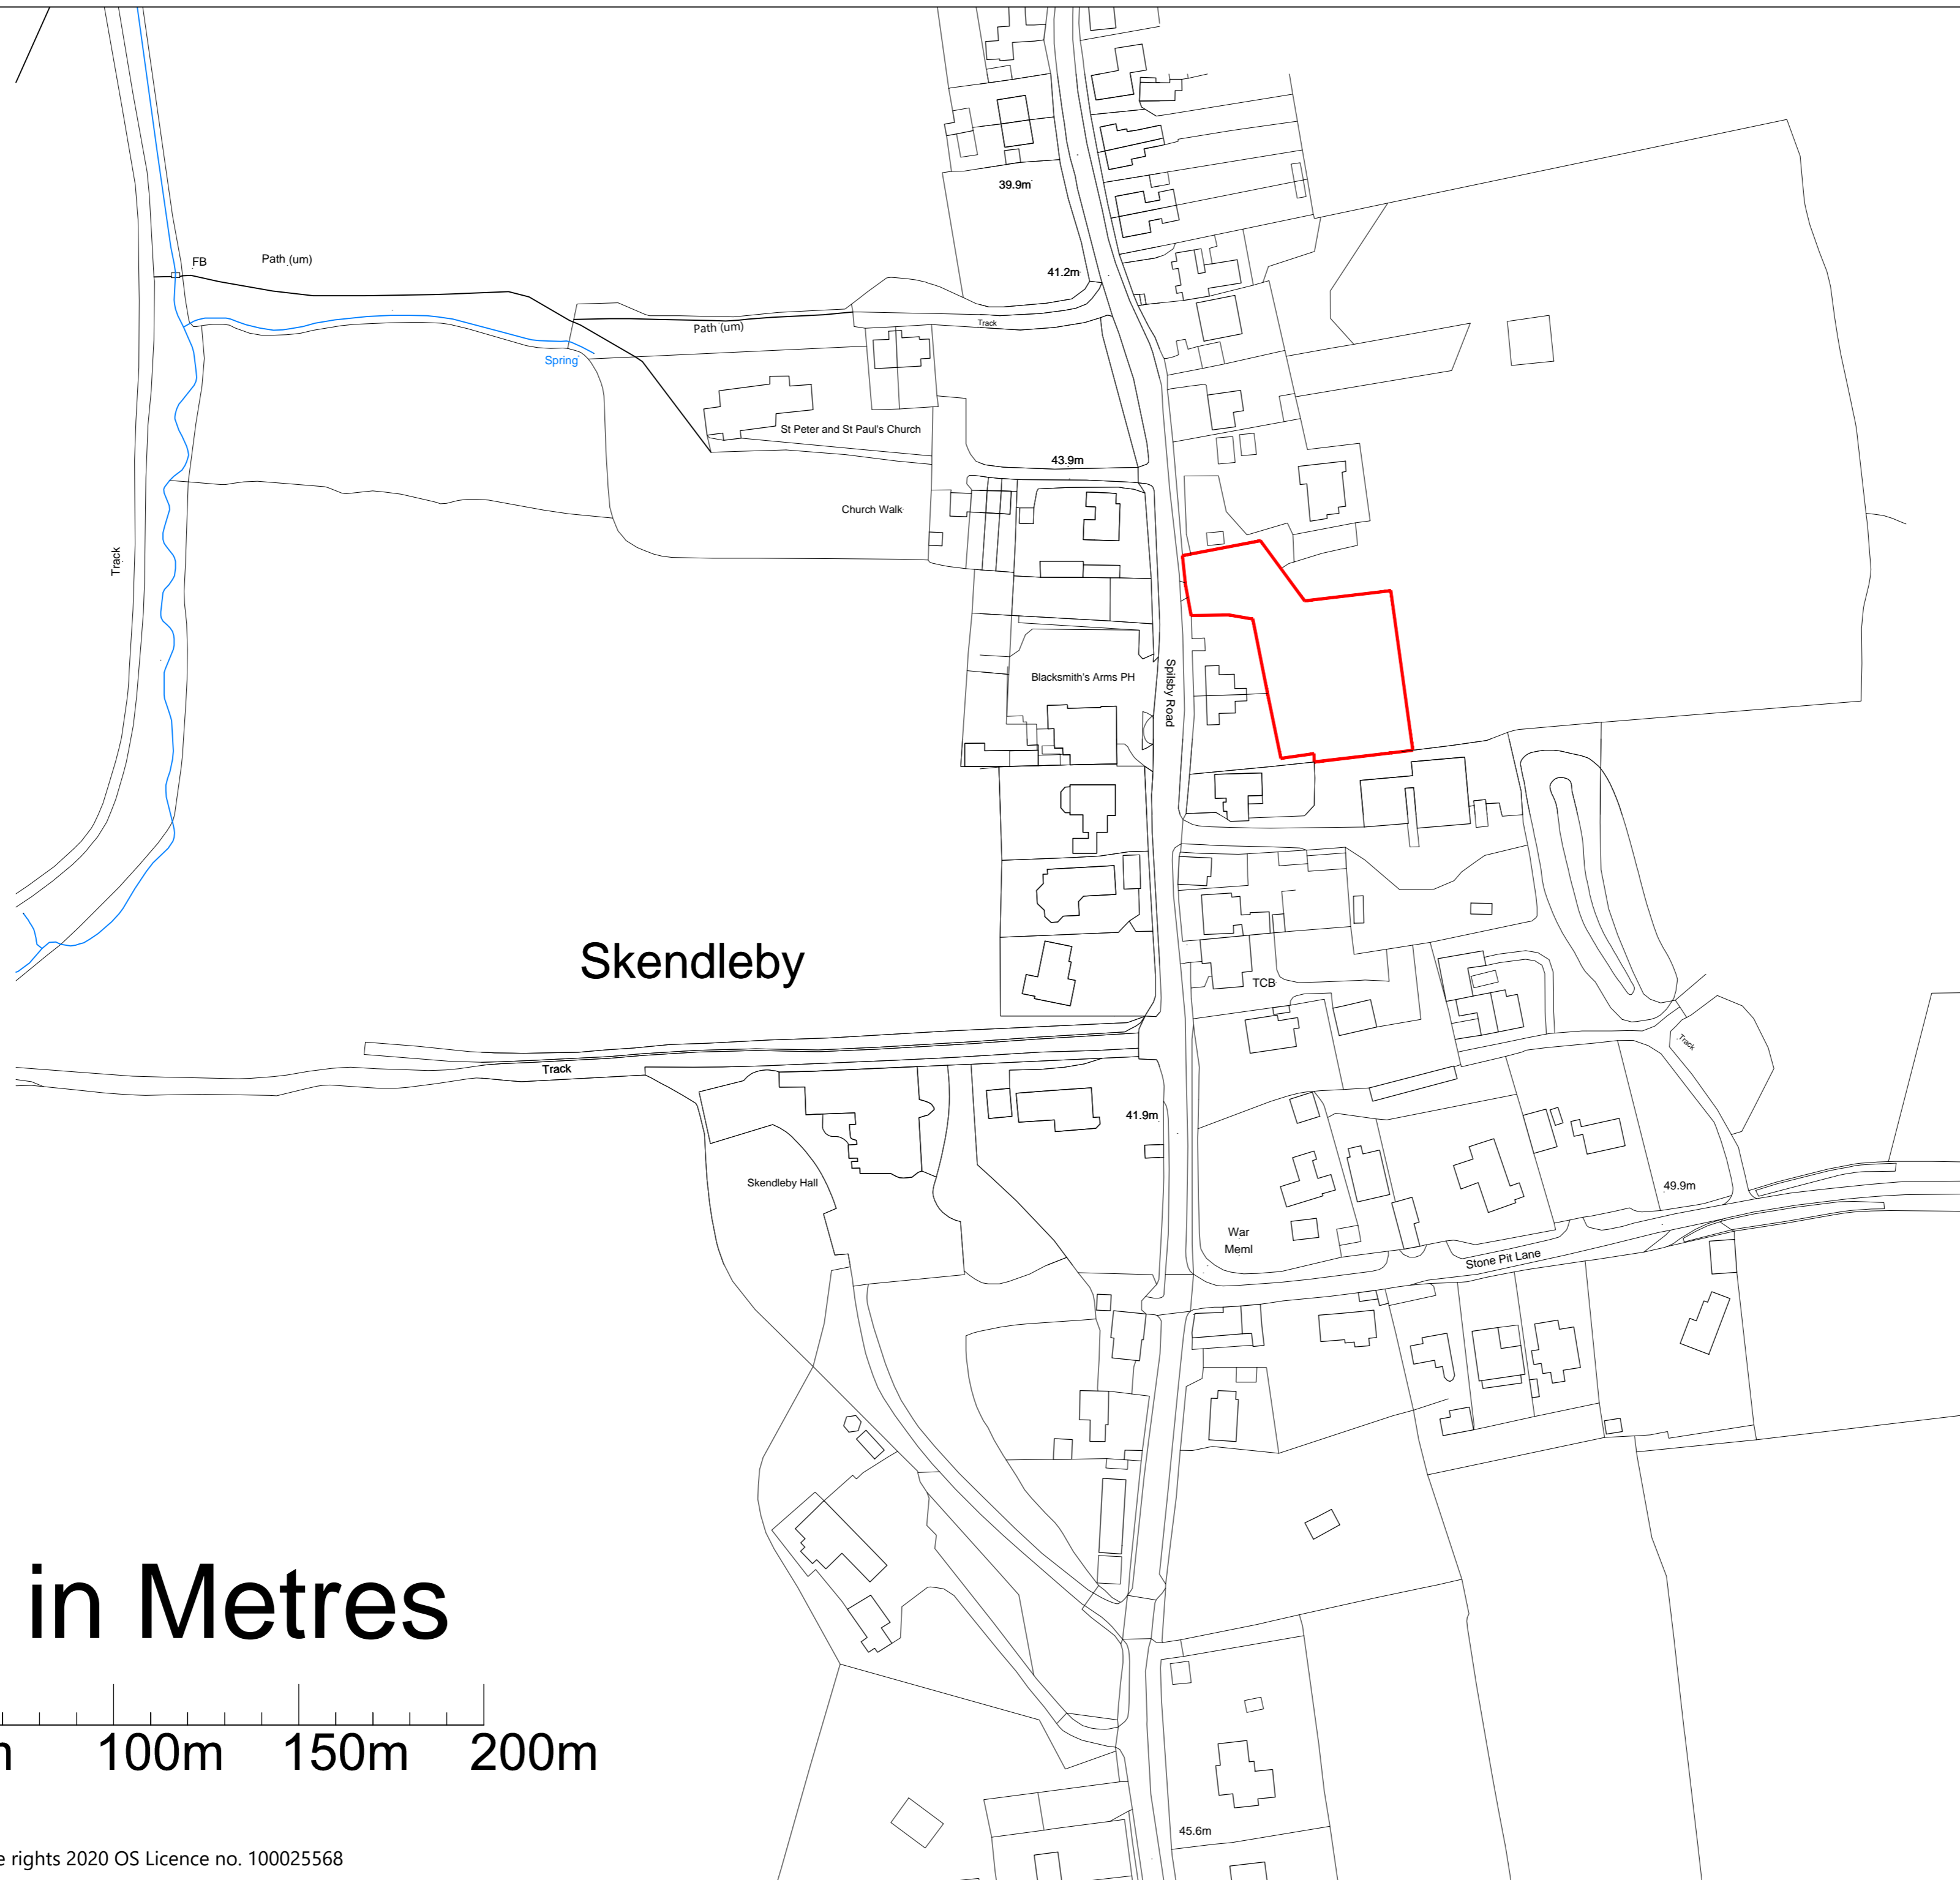 39.9m
FB
Path (um)
41.2m
Path (um)
Track
Spring
St Peter and St Paul's Church
43.9m
Church Walk
Track
Spilsby Road
Blacksmith's Arms PH
Skendleby
TCB
Track
Track
41.9m
Skendleby Hall
49.9m
War
Meml
Stone Pit Lane
in Metres
100m 150m 200m
45.6m
rights 2020 OS Licence no. 100025568